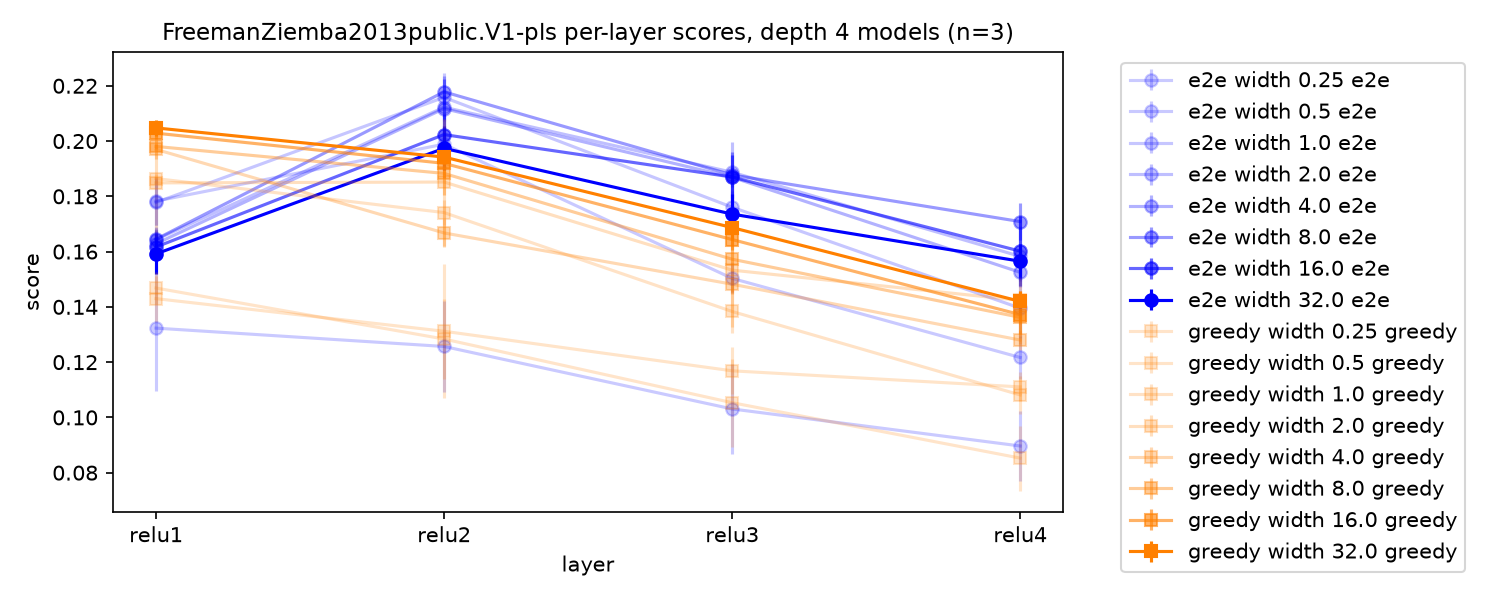 FreemanZiemba2013public.V1-pls per-layer scores, depth 4 models (n=3)
score
0.22
0.20
0.18
0.16
0.14
0.12
0.10
0.08
relu1
relu2
relu3
relu4
layer
e2e width 0.25 e2e
e2e width 0.5 e2e
e2e width 1.0 e2e
e2e width 2.0 e2e
e2e width 4.0 e2e
e2e width 8.0 e2e
e2e width 16.0 e2e
e2e width 32.0 e2e
greedy width 0.25 greedy
greedy width 0.5 greedy
greedy width 1.0 greedy
greedy width 2.0 greedy
greedy width 4.0 greedy
greedy width 8.0 greedy
greedy width 16.0 greedy
greedy width 32.0 greedy